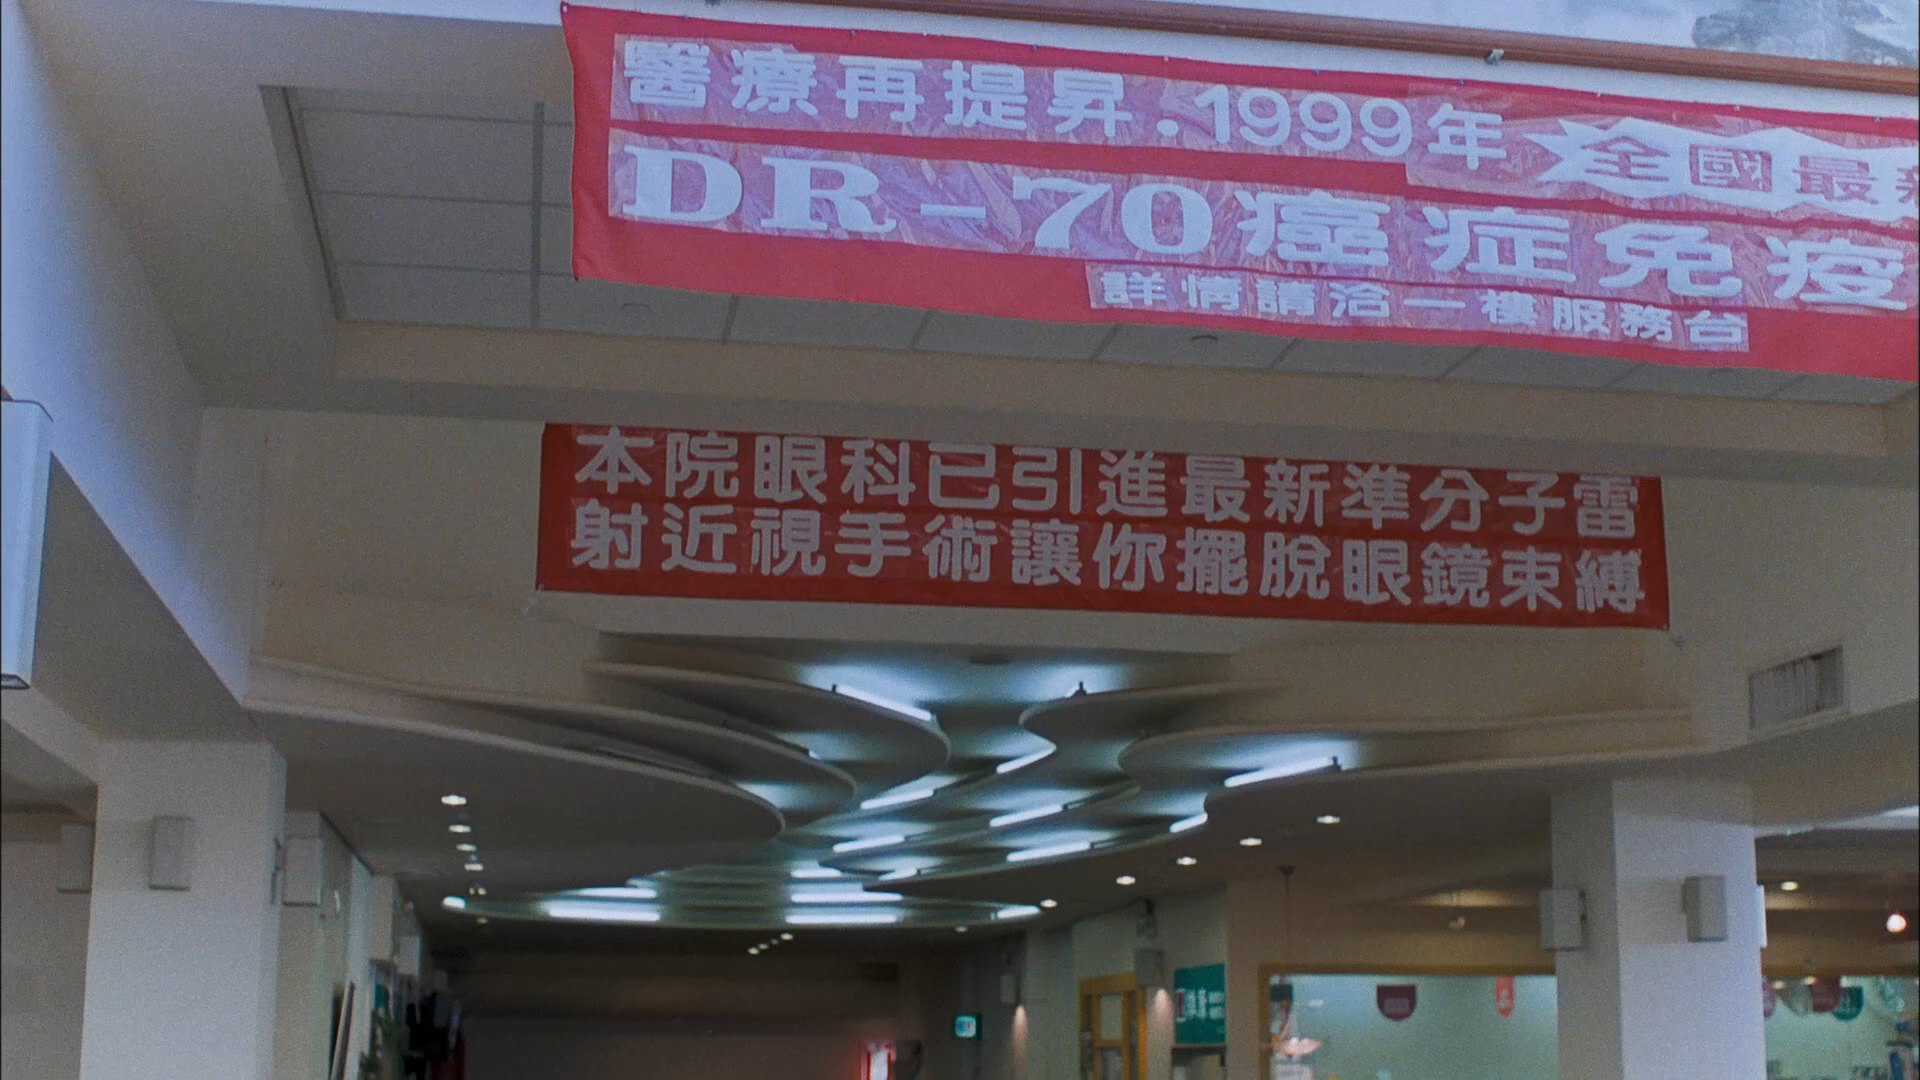 醫療再提昇.1999年 全國最新
DR-70癌症免疫
詳情請洽一樓服務台
本院眼科已引進最新準分子雷
射近視手術讓你擺脫眼鏡束縛